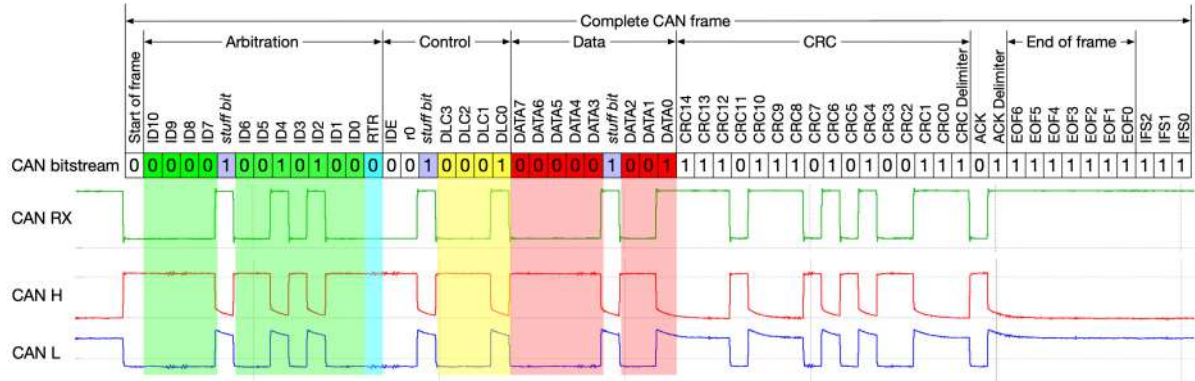 Complete CAN frame
Arbitration
Control
Data
CRC
End of frame
Start of frame
ID10
ID9
ID8
ID7
stuff bit
ID6
ID5
ID4
ID3
ID2
ID1
ID0
RTR
IDE
r0
stuff bit
DLC3
DLC2
DLC1
DLC0
DATA7
DATA6
DATA5
DATA4
DATA3
stuff bit
DATA2
DATA1
DATA0
CRC14
CRC13
CRC12
CRC11
CRC10
CRC9
CRC8
CRC7
CRC6
CRC5
CRC4
CRC3
CRC2
CRC1
CRC0
CRC Delimiter
ACK
ACK Delimiter
EOF6
EOF5
EOF4
EOF3
EOF2
EOF1
EOF0
IFS2
IFS1
IFS0
CAN bitstream 0 0 0 0 0 1 0 0 1 0 1 0 0 0 0 0 1 0 0 0 1 0 0 0 0 0 1 0 0 1 1 1 1 0 1 1 1 0 1 0 1 0 0 1 1 1 0 1 1 1 1 1 1 1 1 1 1 1
CAN RX
CAN H
CAN L